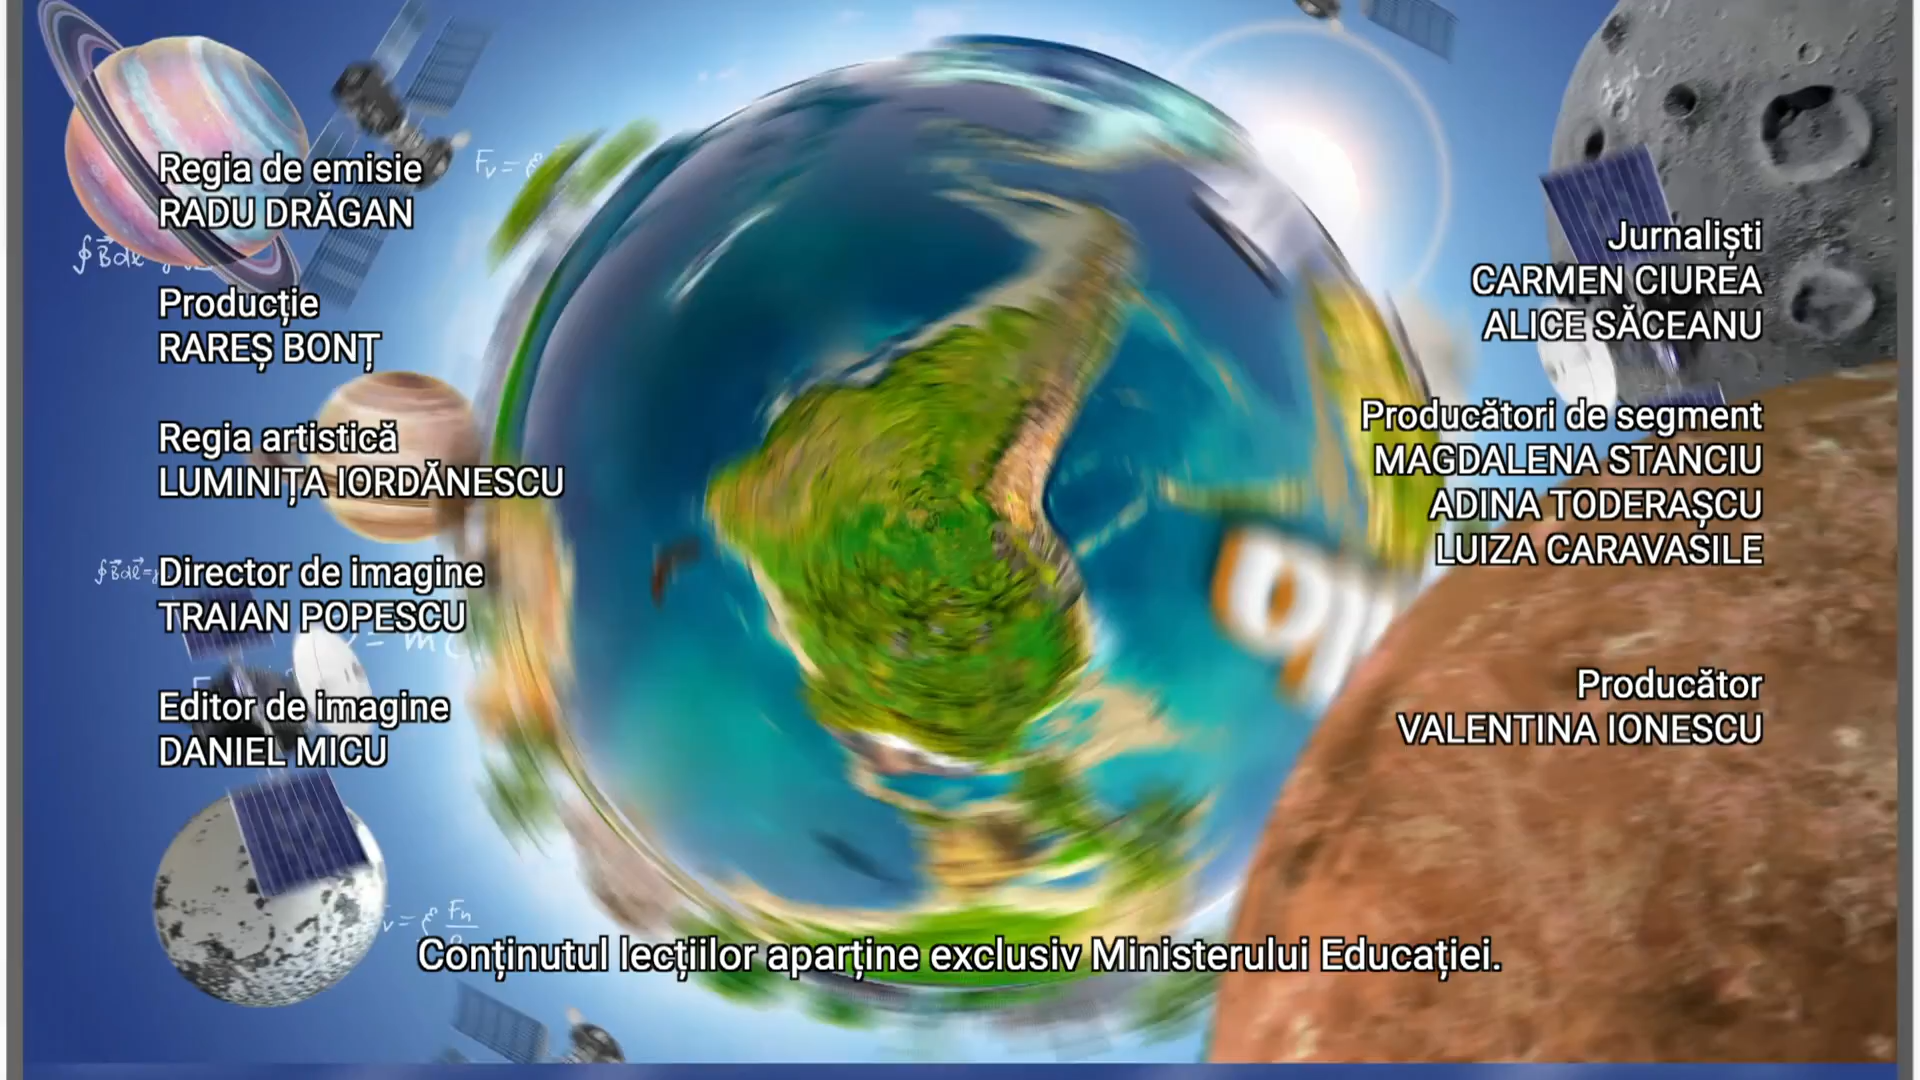 Regia de emisie
RADU DRĂGAN
Producție
RAREȘ BONȚ
Regia artistică
LUMINIȚA IORDĂNESCU
Director de imagine
TRAIAN POPESCU
Editor de imagine
DANIEL MICU
Jurnaliști
CARMEN CIUREA
ALICE SĂCEANU
Producători de segment
MAGDALENA STANCIU
ADINA TODERAȘCU
LUIZA CARAVASILE
Producător
VALENTINA IONESCU
Conținutul lecțiilor aparține exclusiv Ministerului Educației.